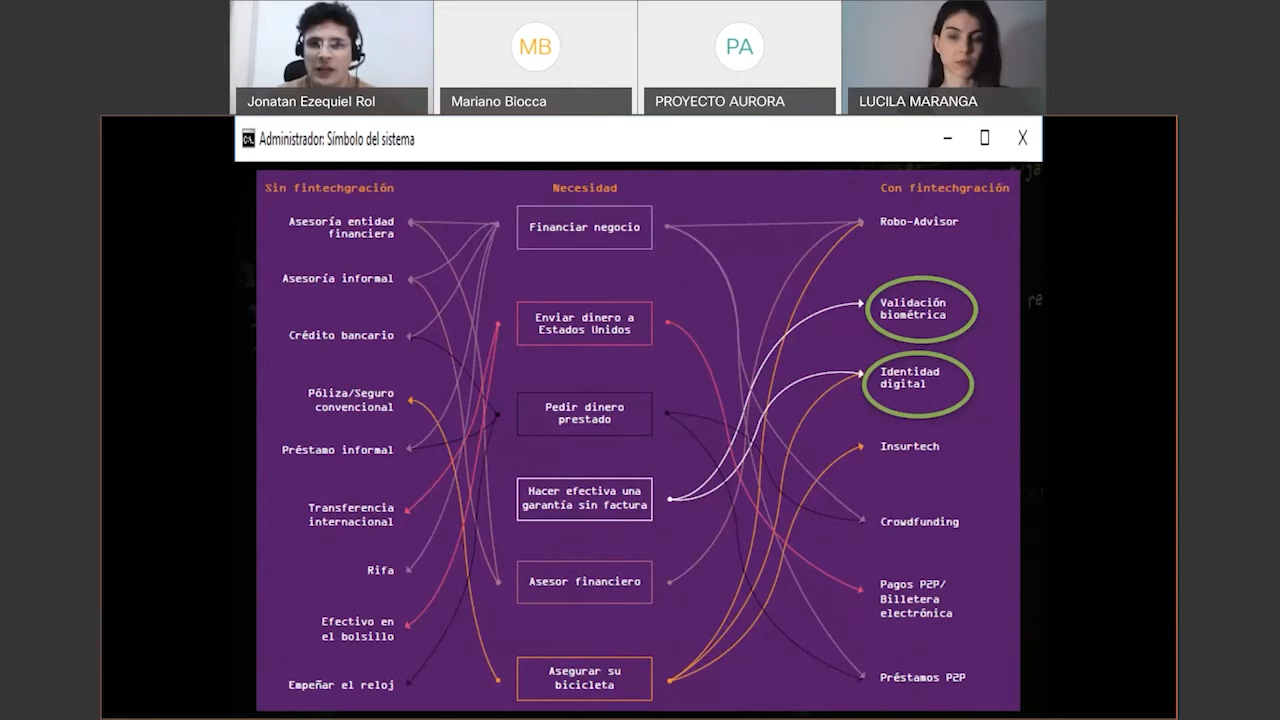 MB
PA
Jonatan Ezequiel Rol
Mariano Biocca
PROYECTO AURORA
LUCILA MARANGA
Administrador: Símbolo del sistema
Sin fintechgración
Necesidad
Con fintechgración
Asesoría entidad
financiera
Asesoría informal
Crédito bancario
Póliza/Seguro
convencional
Préstamo informal
Transferencia
internacional
Rifa
Efectivo en
el bolsillo
Empeñar el reloj
Financiar negocio
Enviar dinero a
Estados Unidos
Pedir dinero
prestado
Hacer efectiva una
garantía sin factura
Asesor financiero
Asegurar su
bicicleta
Robo-Advisor
Validación
biométrica
Identidad
digital
Insurtech
Crowdfunding
Pagos P2P/
Billetera
electrónica
Préstamos P2P